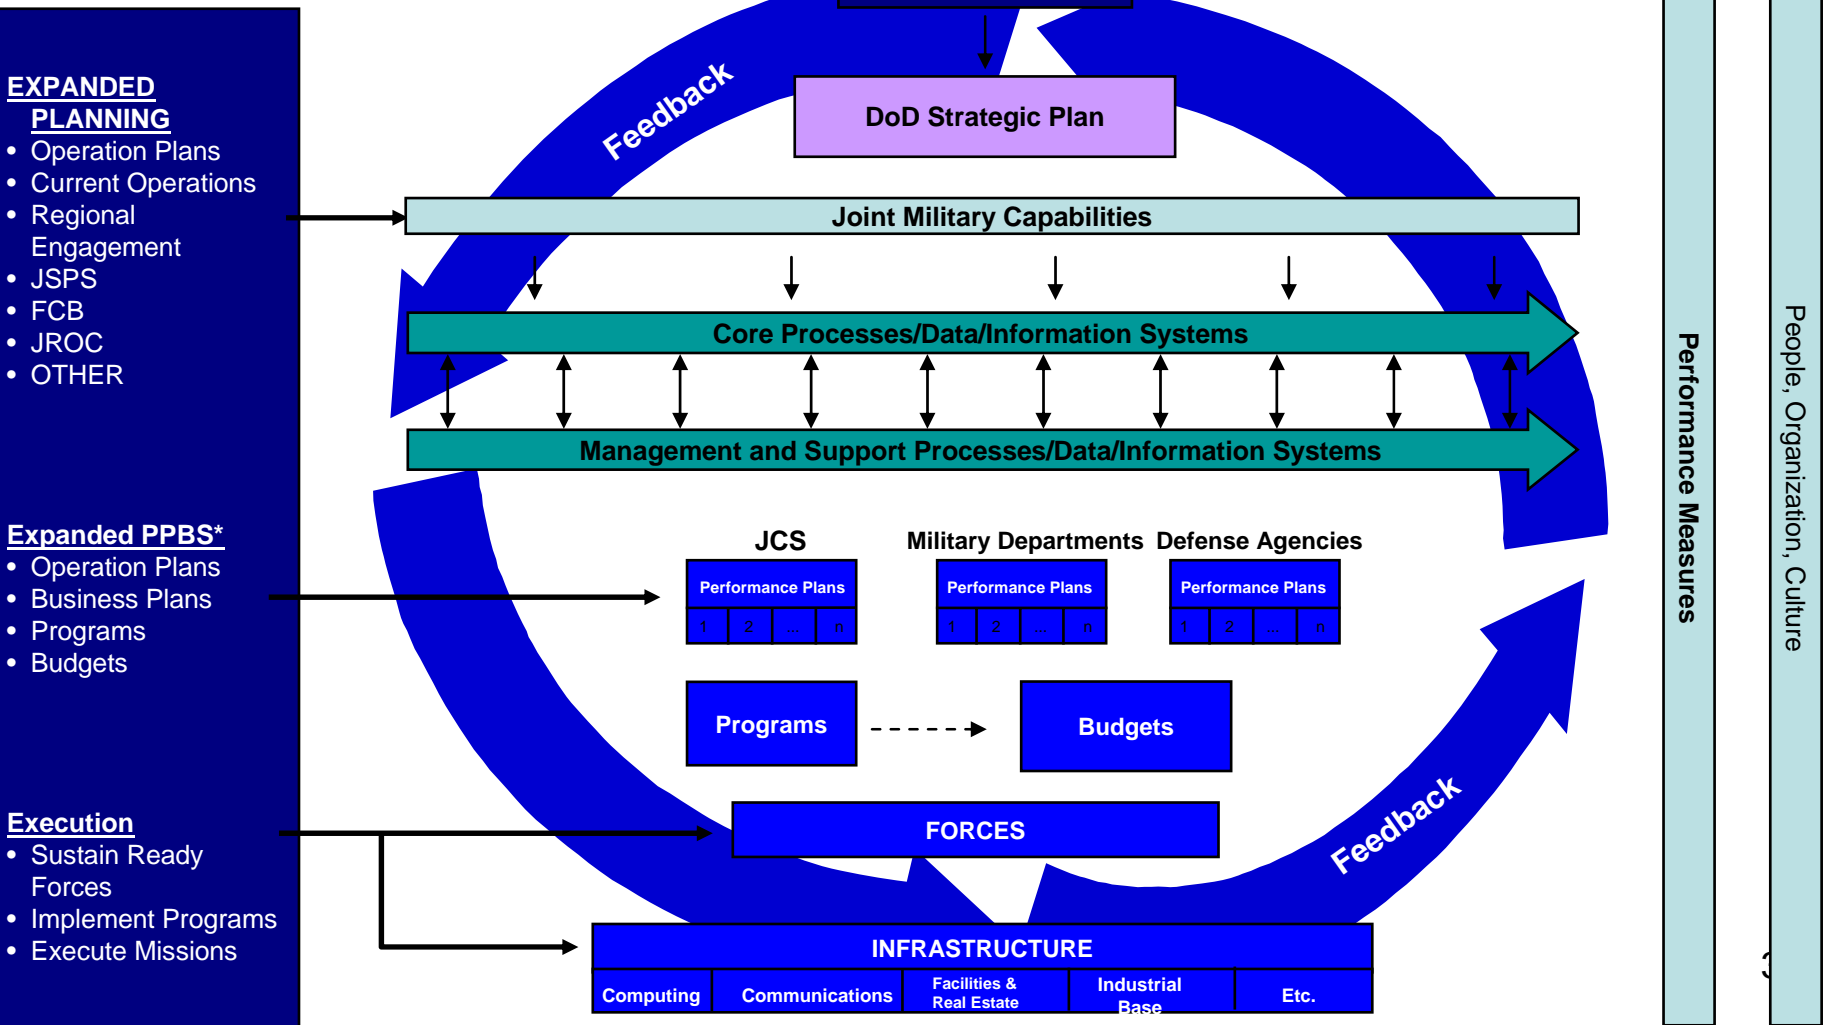 EXPANDED
PLANNING
• Operation Plans
• Current Operations
• Regional
Engagement
• JSPS
• FCB
• JROC
• OTHER
Expanded PPBS*
• Operation Plans
• Business Plans
• Programs
• Budgets
Execution
• Sustain Ready
Forces
• Implement Programs
• Execute Missions
Feedback
DoD Strategic Plan
Joint Military Capabilities
Core Processes/Data/Information Systems
Management and Support Processes/Data/Information Systems
JCS
Performance Plans
1 2 ... n
Military Departments
Performance Plans
1 2 ... n
Defense Agencies
Performance Plans
1 2 ... n
Programs
Budgets
FORCES
Feedback
INFRASTRUCTURE
Computing
Communications
Facilities &
Real Estate
Industrial
Base
Etc.
Performance Measures
People, Organization, Culture